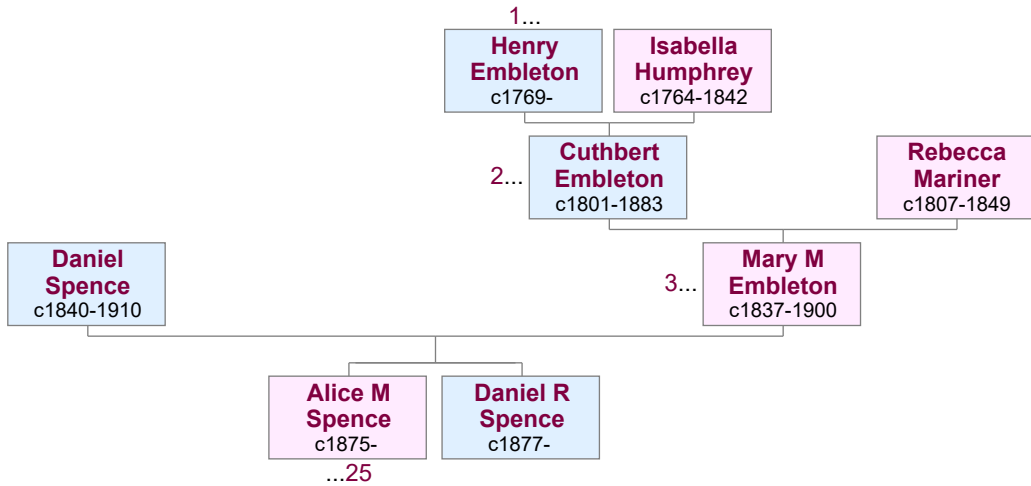 1...
Henry
Embleton
c1769-
Isabella
Humphrey
c1764-1842
2...
Cuthbert
Embleton
c1801-1883
Rebecca
Mariner
c1807-1849
Daniel
Spence
c1840-1910
3...
Mary M
Embleton
c1837-1900
Alice M
Spence
c1875-
Daniel R
Spence
c1877-
...25